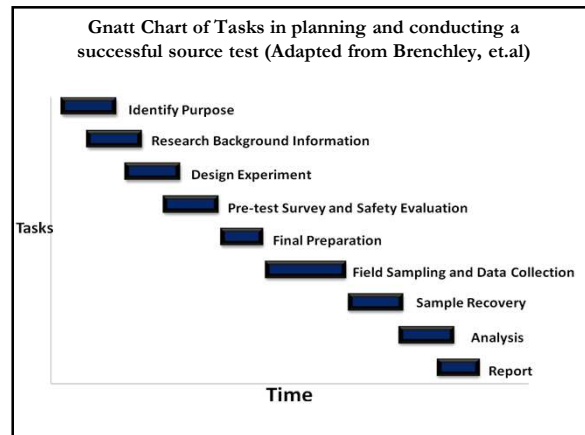 Gnatt Chart of Tasks in planning and conducting a
successful source test (Adapted from Brenchley, et.al)
Identify Purpose
Research Background Information
Design Experiment
Pre-test Survey and Safety Evaluation
Tasks
Final Preparation
Field Sampling and Data Collection
Sample Recovery
Analysis
Report
Time